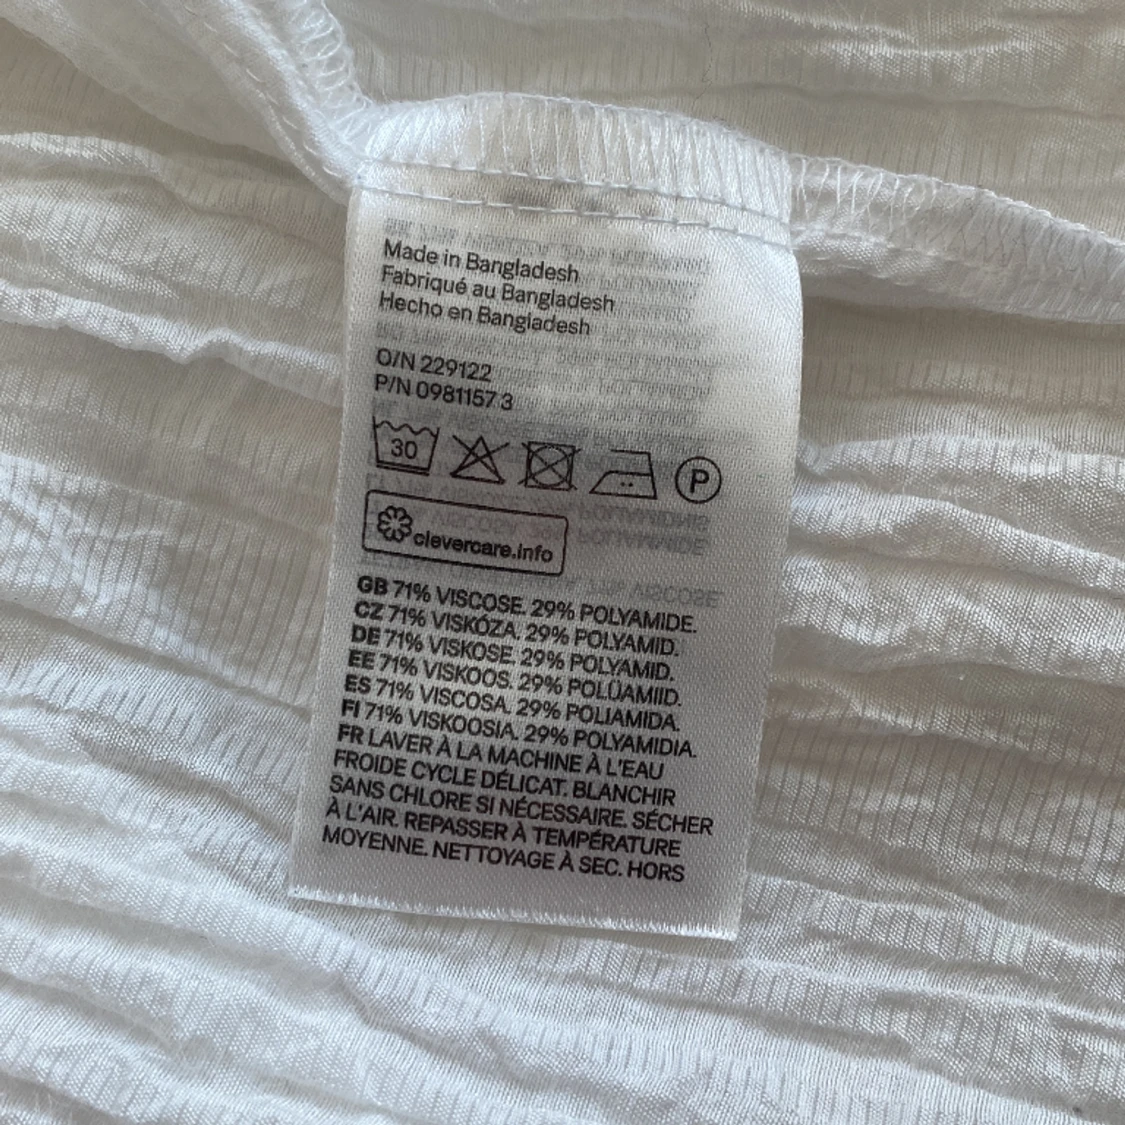 Made in Bangladesh
Fabriqué au Bangladesh
Hecho en Bangladesh
O/N 229122
P/N 0981157 3
30
P
clevercare.info
GB 71% VISCOSE. 29% POLYAMIDE.
CZ 71% VISKÓZA. 29% POLYAMID.
DE 71% VISKOSE. 29% POLYAMID.
EE 71% VISKOOS. 29% POLÜAMIID.
ES 71% VISCOSA. 29% POLIAMIDA.
FI 71% VISKOOSIA. 29% POLYAMIDIA.
FR LAVER À LA MACHINE À L'EAU
FROIDE CYCLE DÉLICAT. BLANCHIR
SANS CHLORE SI NÉCESSAIRE. SÉCHER
À L'AIR. REPASSER À TEMPÉRATURE
MOYENNE. NETTOYAGE À SEC. HORS